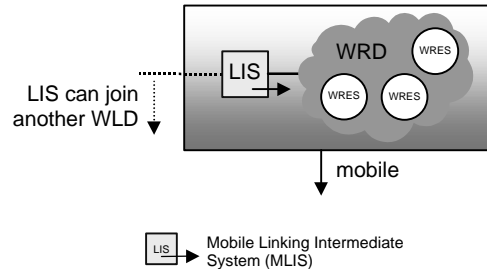 WRD
WRES
LIS
WRES
WRES
LIS can join
another WLD
mobile
LIS
Mobile Linking Intermediate
System (MLIS)